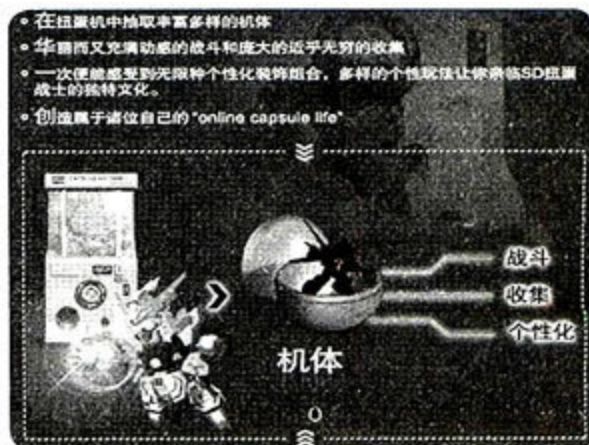 在扭蛋机中抽取丰富多样的机体
华丽而又充满动感的战斗和庞大的近乎无穷的收集
一次便能感受到无限种个性化装饰组合，多样的个性玩法让你亲临SD扭蛋
战士的独特文化。
创造属于诸位自己的"online capsule life"
战斗
收集
个性化
机体